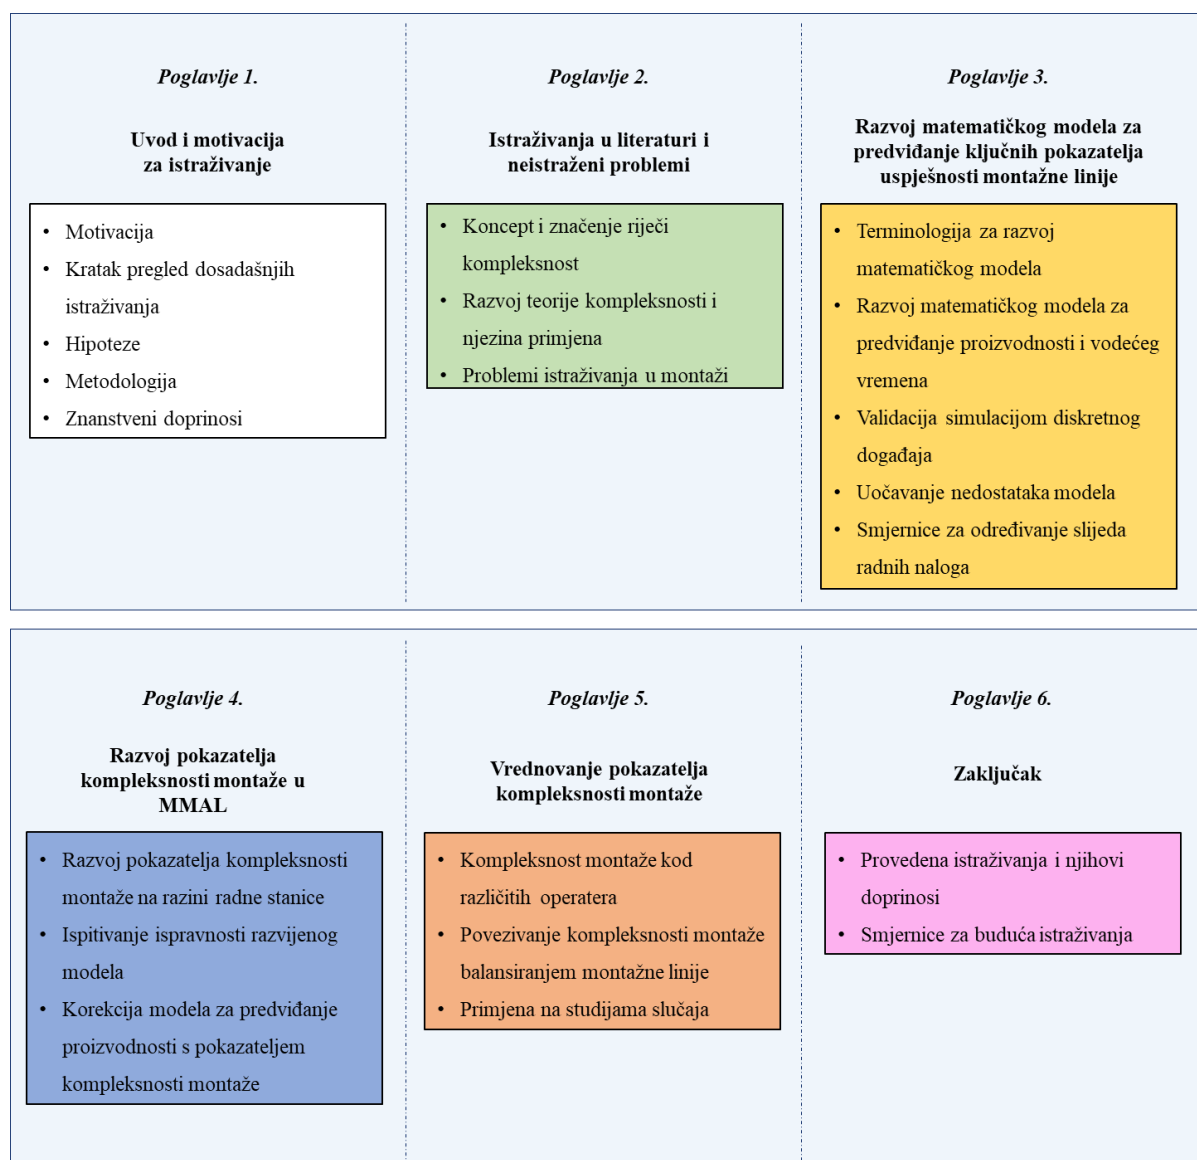 Poglavlje 1.
Uvod i motivacija
za istraživanje
• Motivacija
• Kratak pregled dosadašnjih
istraživanja
• Hipoteze
• Metodologija
• Znanstveni doprinosi
Poglavlje 2.
Istraživanja u literaturi i
neistraženi problemi
• Koncept i značenje riječi
kompleksnost
• Razvoj teorije kompleksnosti i
njezina primjena
• Problemi istraživanja u montaži
Poglavlje 3.
Razvoj matematičkog modela za
predviđanje ključnih pokazatelja
uspješnosti montažne linije
• Terminologija za razvoj
matematičkog modela
• Razvoj matematičkog modela za
predviđanje proizvodnosti i vodećeg
vremena
• Validacija simulacijom diskretnog
događaja
• Uočavanje nedostataka modela
• Smjernice za određivanje slijeda
radnih naloga
Poglavlje 4.
Razvoj pokazatelja
kompleksnosti montaže u
MMAL
• Razvoj pokazatelja kompleksnosti
montaže na razini radne stanice
• Ispitivanje ispravnosti razvijenog
modela
• Korekcija modela za predviđanje
proizvodnosti s pokazateljem
kompleksnosti montaže
Poglavlje 5.
Vrednovanje pokazatelja
kompleksnosti montaže
• Kompleksnost montaže kod
različitih operatera
• Povezivanje kompleksnosti montaže
balansiranjem montažne linije
• Primjena na studijama slučaja
Poglavlje 6.
Zaključak
• Provedena istraživanja i njihovi
doprinosi
• Smjernice za buduća istraživanja